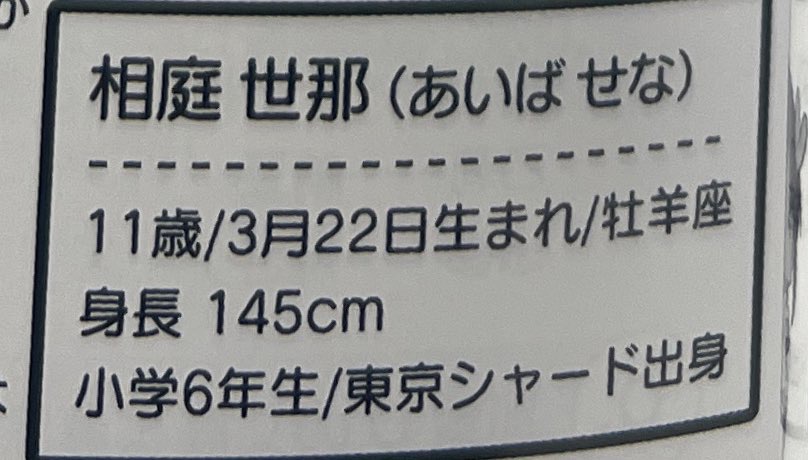 相庭 世那（あいば せな）
11歳/3月22日生まれ/牡羊座
身長 145cm
小学6年生/東京シャード出身